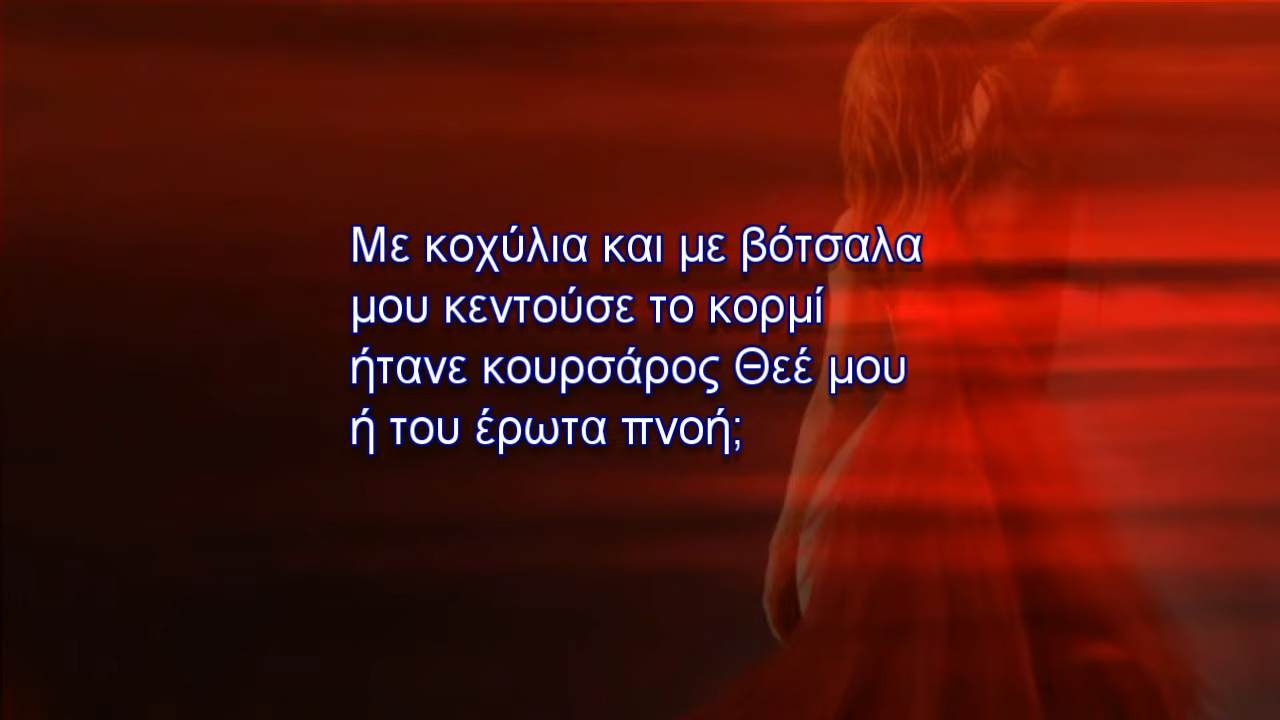 Με κοχύλια και με βότσαλα
μου κεντούσε το κορμί
ήτανε κουρσάρος Θεέ μου
ή του έρωτα πνοή;